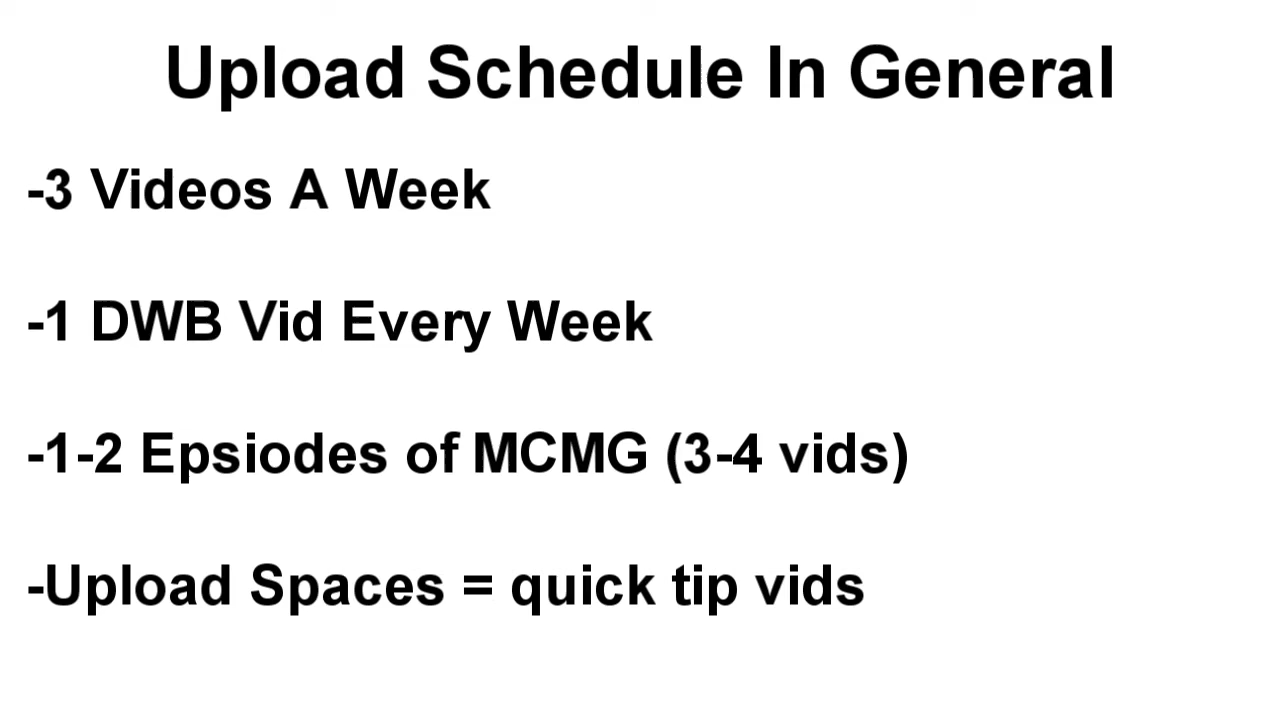 Upload Schedule In General
-3 Videos A Week
-1 DWB Vid Every Week
-1-2 Epsiodes of MCMG (3-4 vids)
-Upload Spaces = quick tip vids